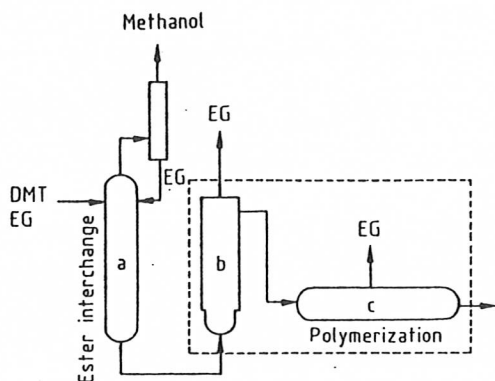 Methanol
EG
EG
DMT
EG
Ester interchange
a
b
EG
c
Polymerization